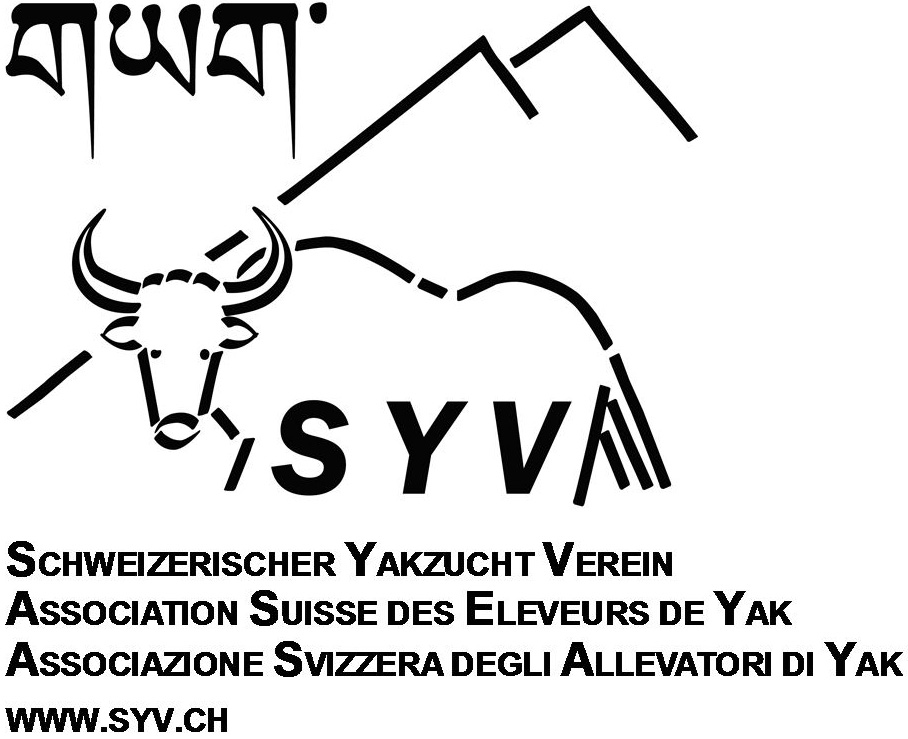 གཡག་
SYV
SCHWEIZERISCHER YAKZUCHT VEREIN
ASSOCIATION SUISSE DES ELEVEURS DE YAK
ASSOCIAZIONE SVIZZERA DEGLI ALLEVATORI DI YAK
WWW.SYV.CH